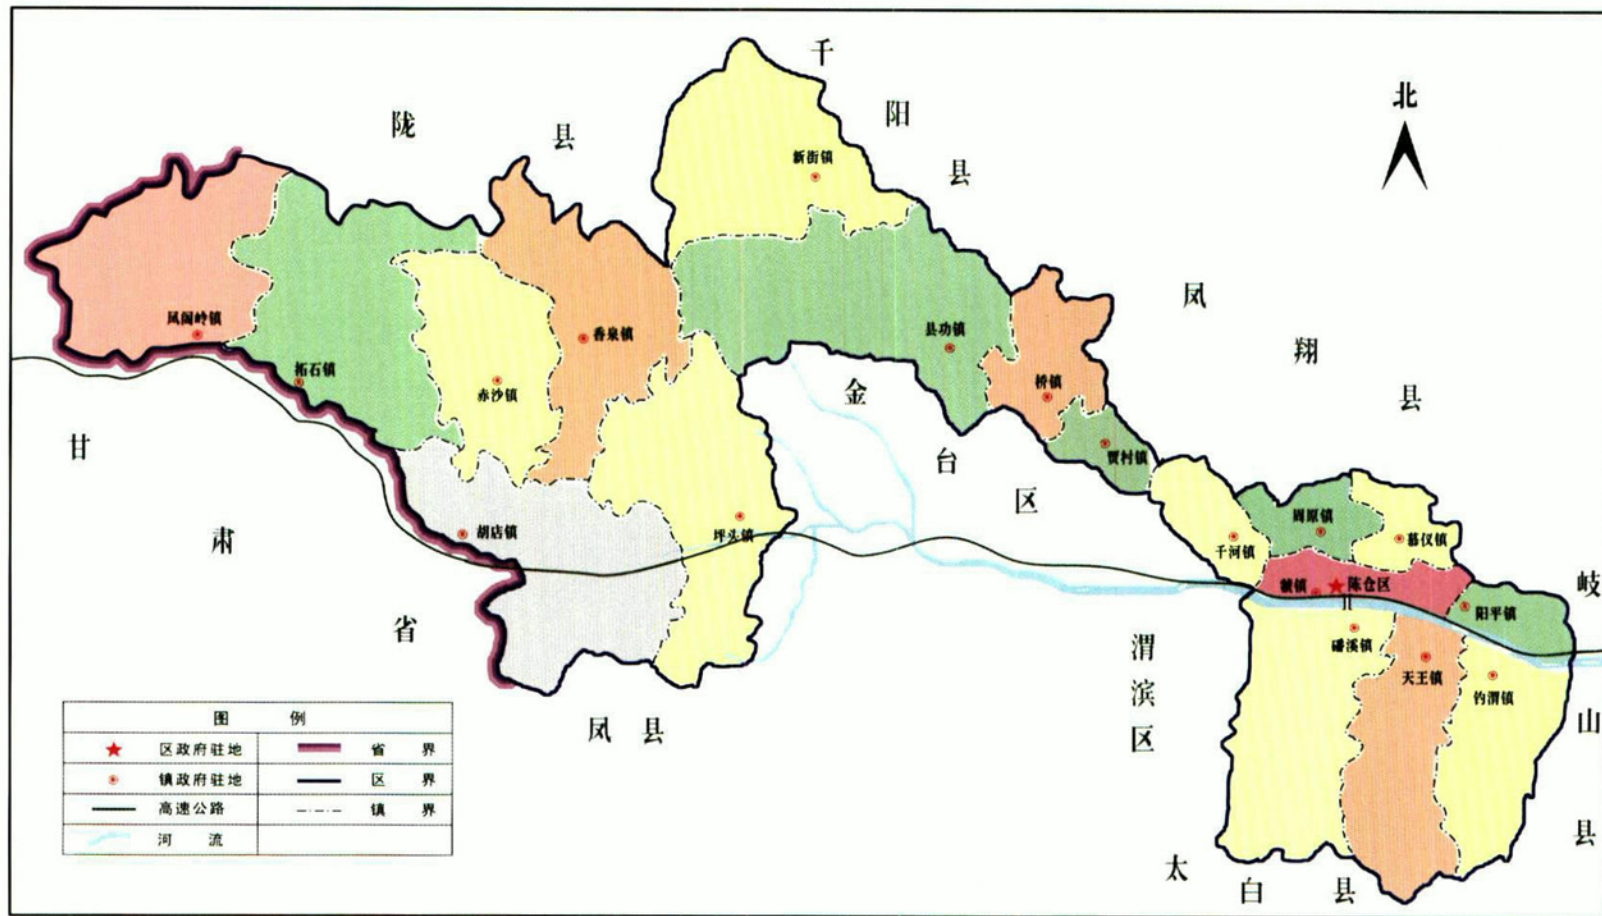 千
阳
县
陇
县
北
新街镇
凤
翔
县
凤阁岭镇
拓石镇
赤沙镇
香泉镇
县功镇
桥镇
贾村镇
金
台
区
甘
肃
省
胡店镇
坪头镇
千河镇
周原镇
慕仪镇
虢镇
陈仓区
阳平镇
磻溪镇
天王镇
钓渭镇
岐
山
县
渭
滨
区
凤县
太白县
图例
区政府驻地
省界
镇政府驻地
区界
高速公路
镇界
河流